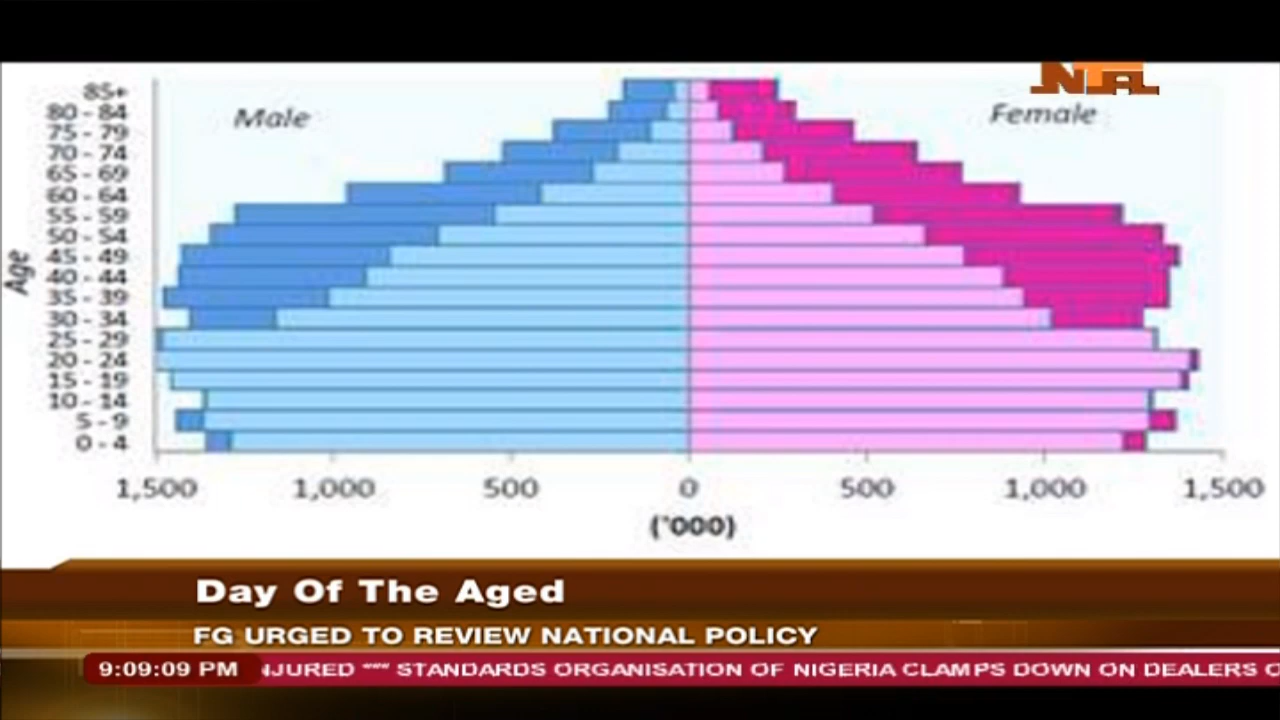 NTA
Male
Female
Age
85+
80 - 84
75 - 79
70 - 74
65 - 69
60 - 64
55 - 59
50 - 54
45 - 49
40 - 44
35 - 39
30 - 34
25 - 29
20 - 24
15 - 19
10 - 14
5 - 9
0 - 4
1,500 1,000 500 0 500 1,000 1,500
('000)
Day Of The Aged
FG URGED TO REVIEW NATIONAL POLICY
9:09:09 PM NJURED *** STANDARDS ORGANISATION OF NIGERIA CLAMPS DOWN ON DEALERS O